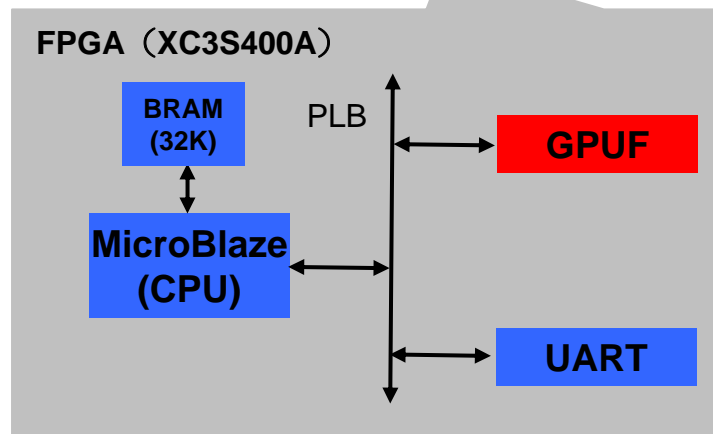 FPGA（XC3S400A）
BRAM
(32K)
PLB
GPUF
MicroBlaze
(CPU)
UART